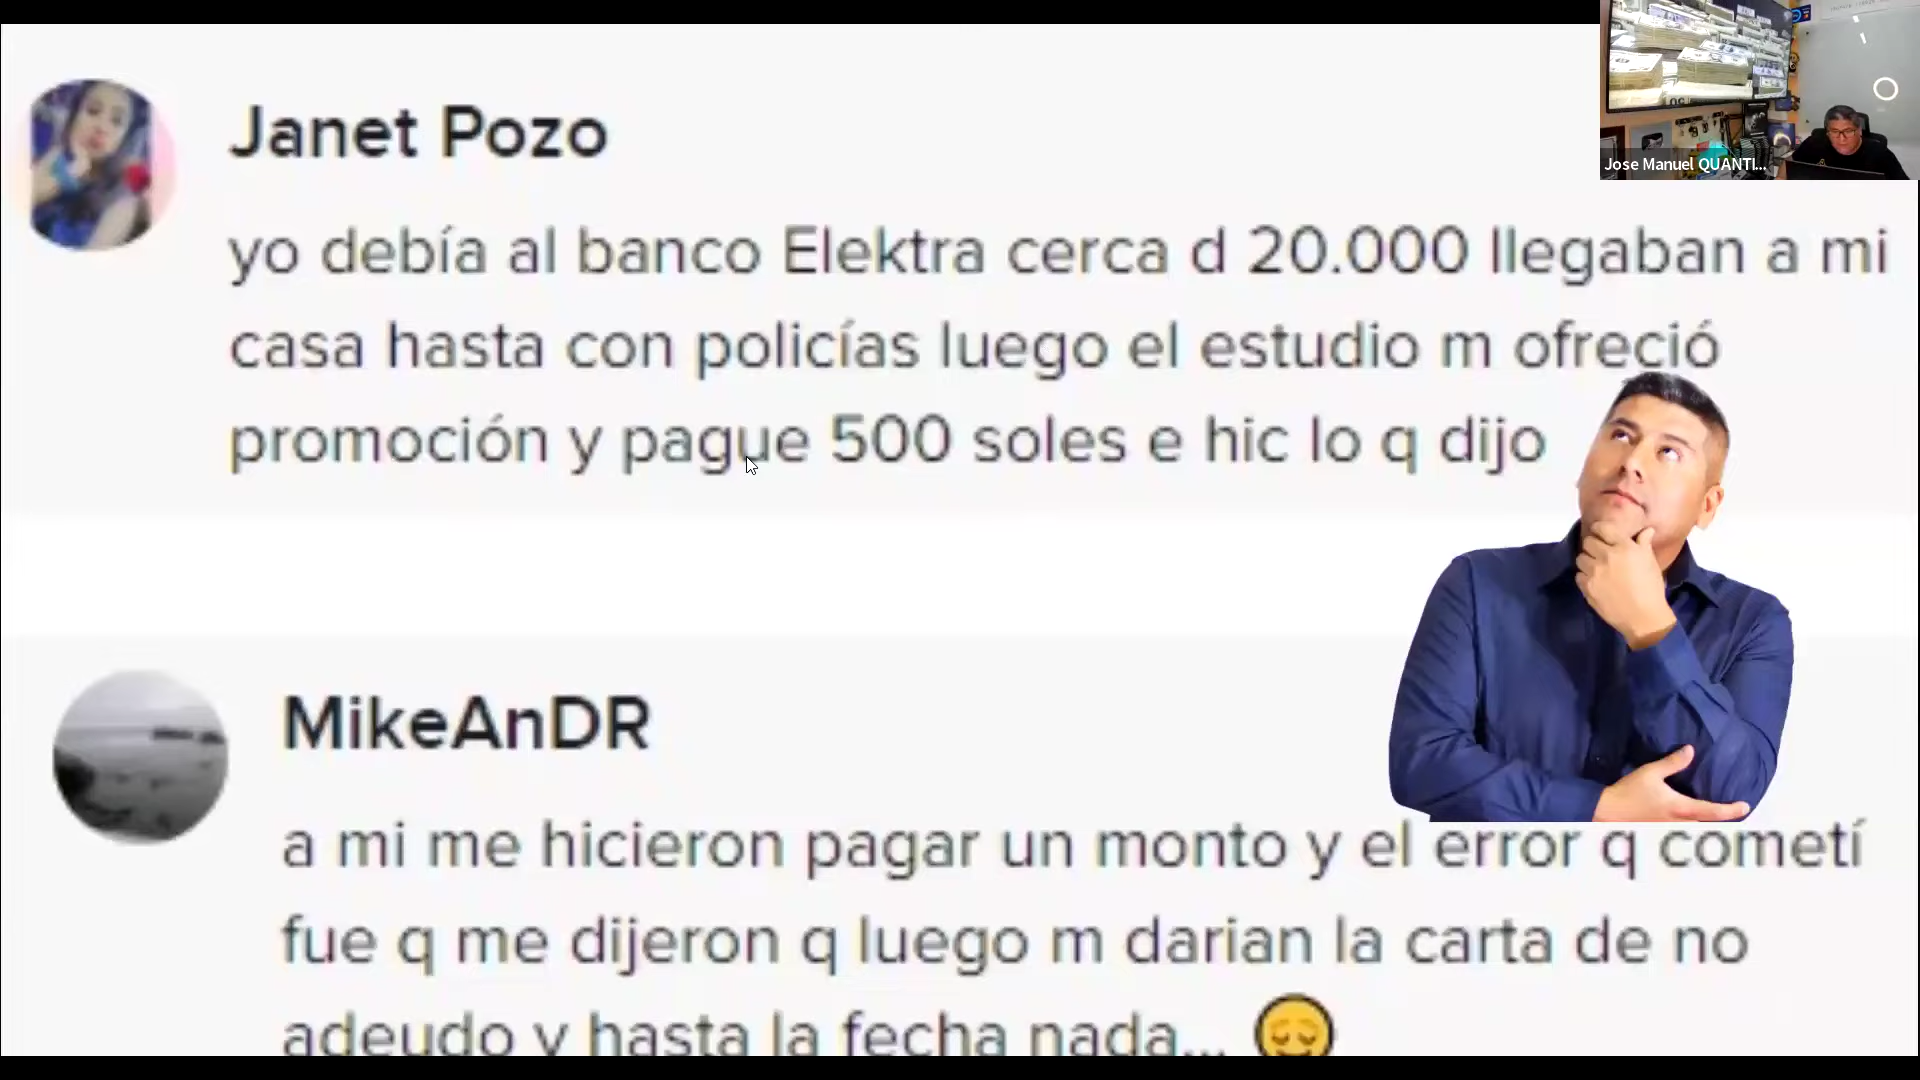 Jose Manuel QUANTI...
Janet Pozo
yo debía al banco Elektra cerca d 20.000 llegaban a mi
casa hasta con policías luego el estudio m ofreció
promoción y pague 500 soles e hic lo q dijo
MikeAnDR
a mi me hicieron pagar un monto y el error q cometí
fue q me dijeron q luego m darian la carta de no
adeudo y hasta la fecha nada... 😔